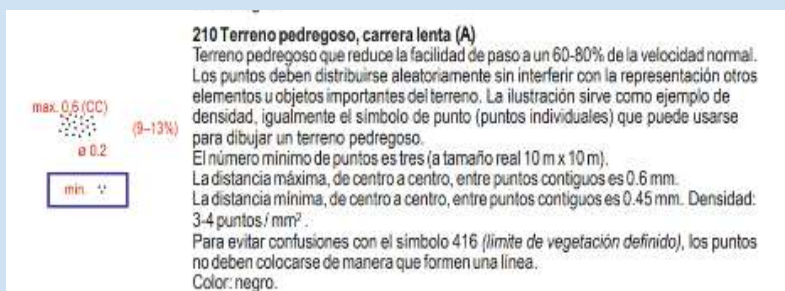 210 Terreno pedregoso, carrera lenta (A)
Terreno pedregoso que reduce la facilidad de paso a un 60-80% de la velocidad normal.
Los puntos deben distribuirse aleatoriamente sin interferir con la representación otros
elementos u objetos importantes del terreno. La ilustración sirve como ejemplo de
densidad, igualmente el símbolo de punto (puntos individuales) que puede usarse
para dibujar un terreno pedregoso.
El número mínimo de puntos es tres (a tamaño real 10 m x 10 m).
La distancia máxima, de centro a centro, entre puntos contiguos es 0.6 mm.
La distancia mínima, de centro a centro, entre puntos contiguos es 0.45 mm. Densidad:
3-4 puntos / mm².
Para evitar confusiones con el símbolo 416 (límite de vegetación definido), los puntos
no deben colocarse de manera que formen una línea.
Color: negro.
max. 0,6 (CC)
(9–13%)
ø 0.2
min.